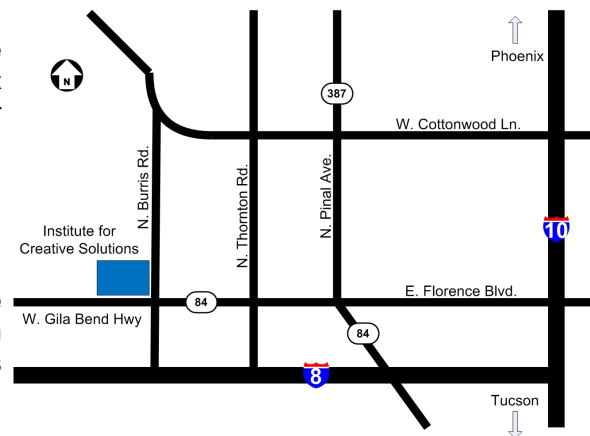 Phoenix
N
387
W. Cottonwood Ln.
N. Burris Rd.
N. Thornton Rd.
N. Pinal Ave.
10
Institute for
Creative Solutions
E. Florence Blvd.
84
W. Gila Bend Hwy
84
8
Tucson